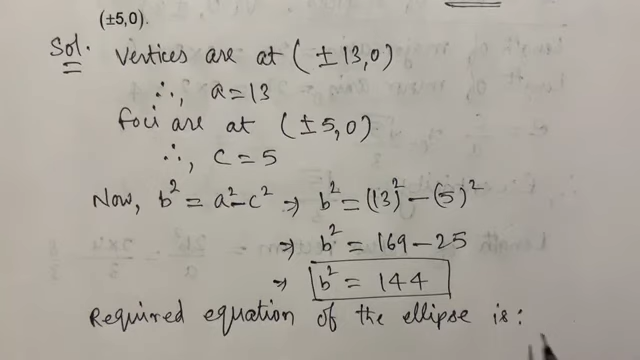 (±5,0).
Sol. Vertices are at (±13,0)
∴, a=13
foci are at (±5,0)
∴, c=5
Now, b² = a²-c² ⇒ b² = (13)² - (5)²
⇒ b² = 169 - 25
⇒ b² = 144
Required equation of the ellipse is: